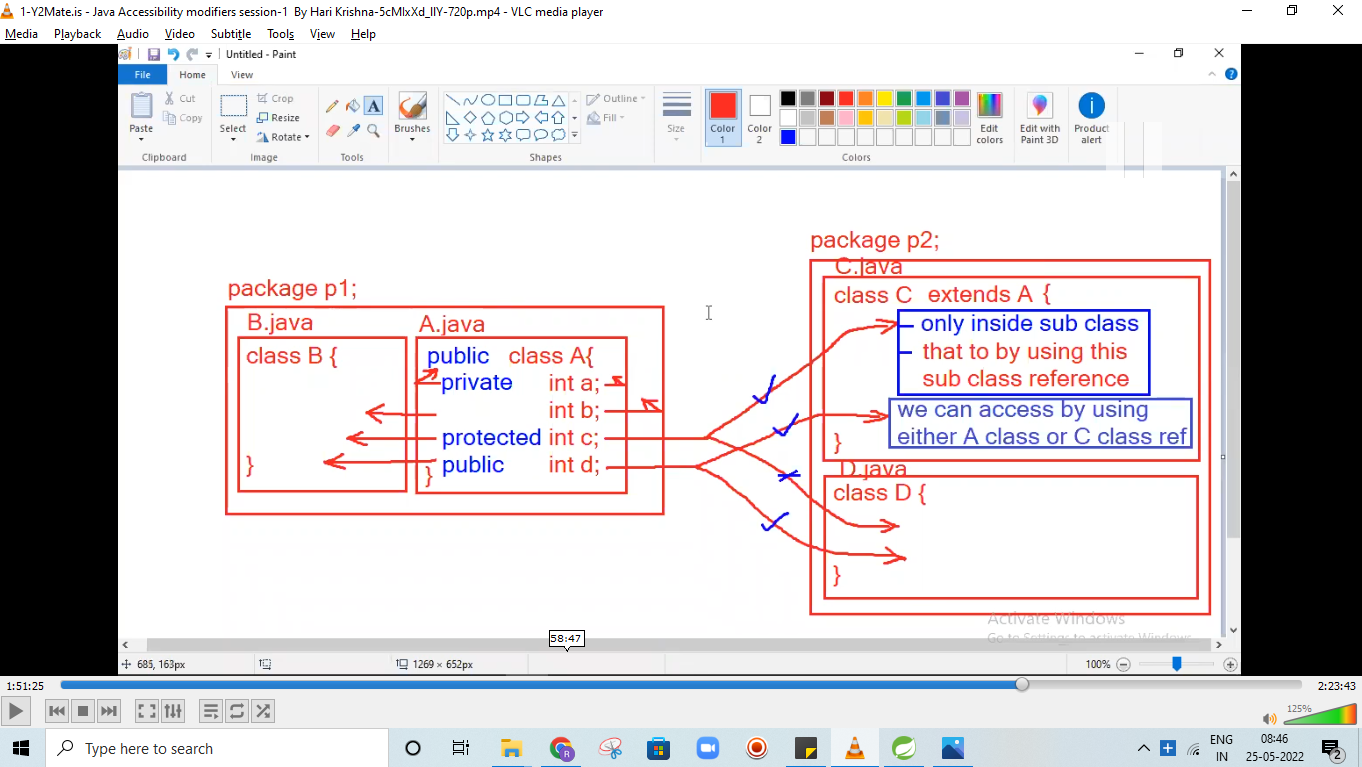 1-Y2Mate.is - Java Accessibility modifiers session-1 By Hari Krishna-5cMIxXd_IIY-720p.mp4 - VLC media player
Media Playback Audio Video Subtitle Tools View Help
Untitled - Paint
File Home View
Paste
Cut
Copy
Clipboard
Select
Crop
Resize
Rotate
Image
Tools
Brushes
Shapes
Outline
Fill
Size
Color 1
Color 2
Colors
Edit colors
Edit with Paint 3D
Product alert
package p1;
B.java
class B {
}
A.java
public class A{
private int a;
int b;
protected int c;
public int d;
}
package p2;
C.java
class C extends A {
only inside sub class
that to by using this
sub class reference
we can access by using
either A class or C class ref
}
D.java
class D {
}
Activate Windows
Go to Settings to activate Windows.
58:47
685, 163px
1269 × 652px
100%
1:51:25
2:23:43
125%
Type here to search
ENG
IN
08:46
25-05-2022
2